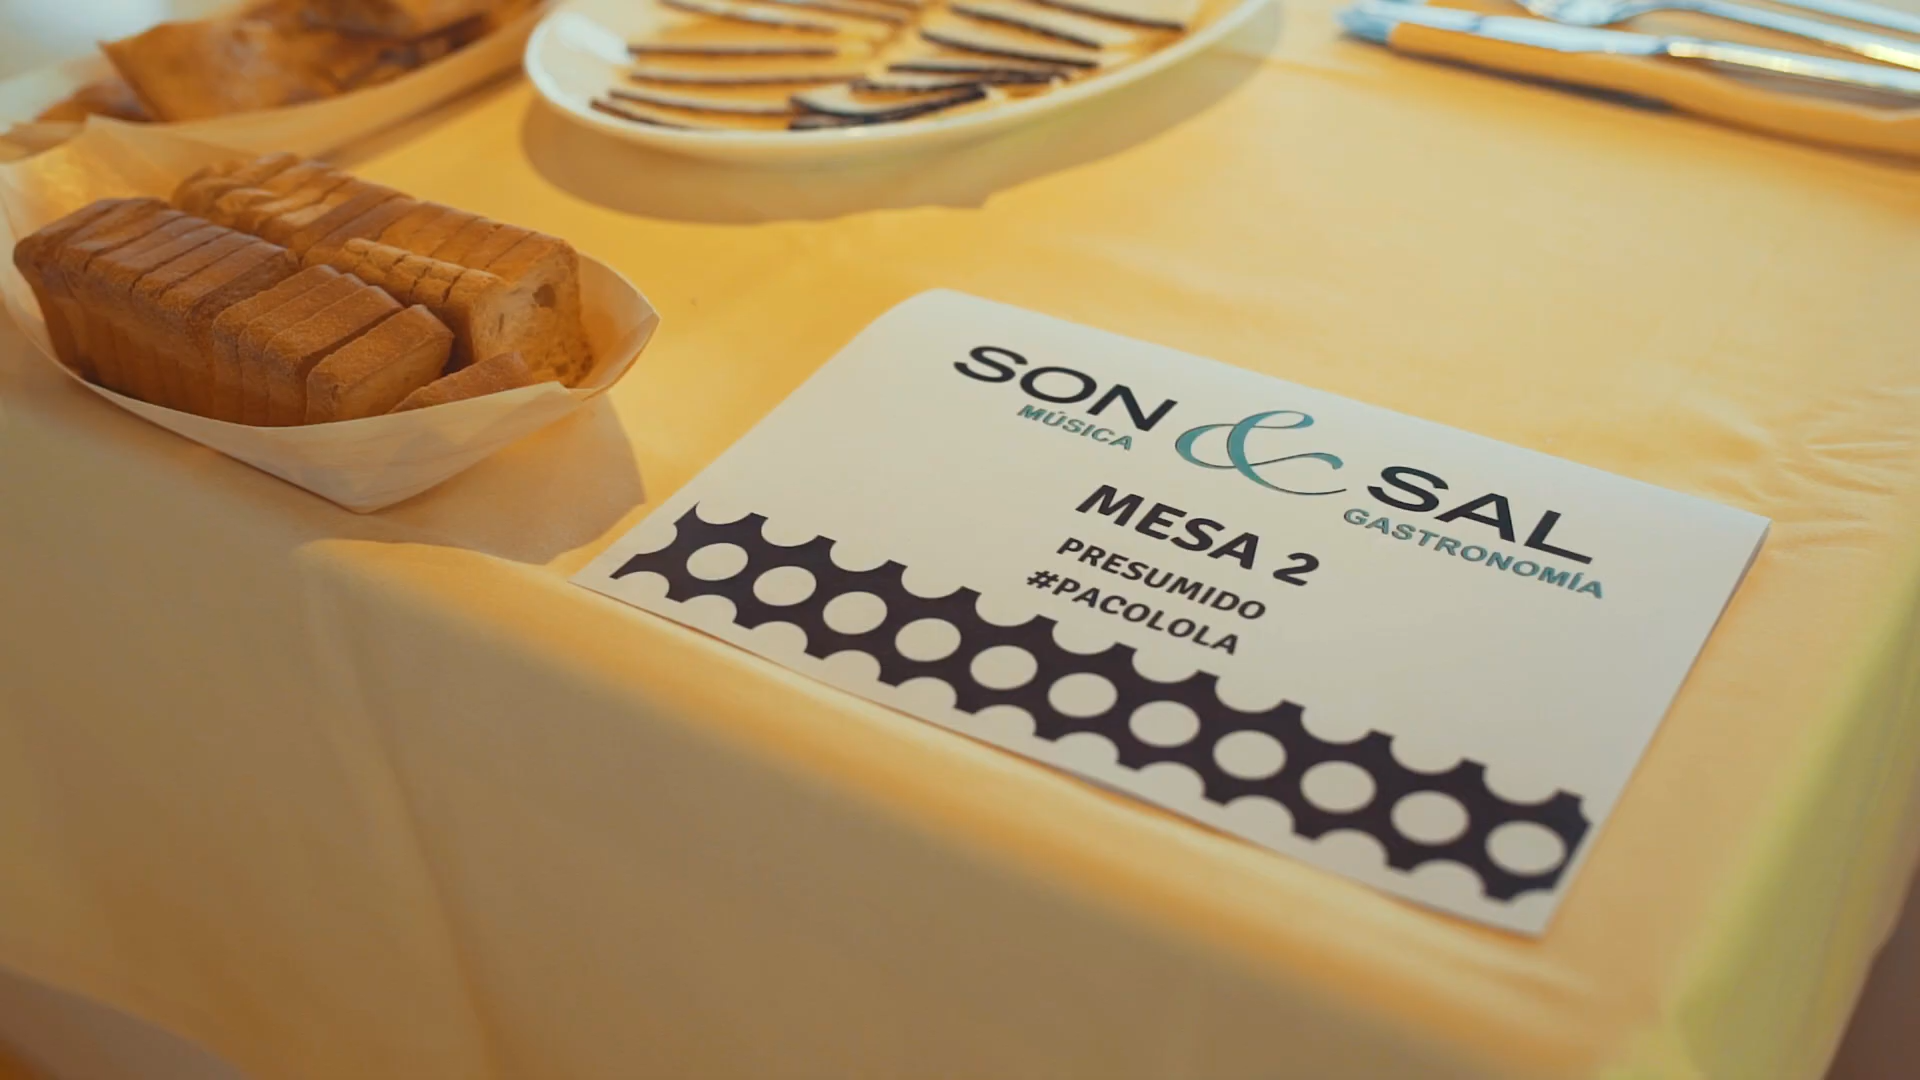 SON & SAL
MÚSICA GASTRONOMÍA
MESA 2
PRESUMIDO
#PACOLOLA